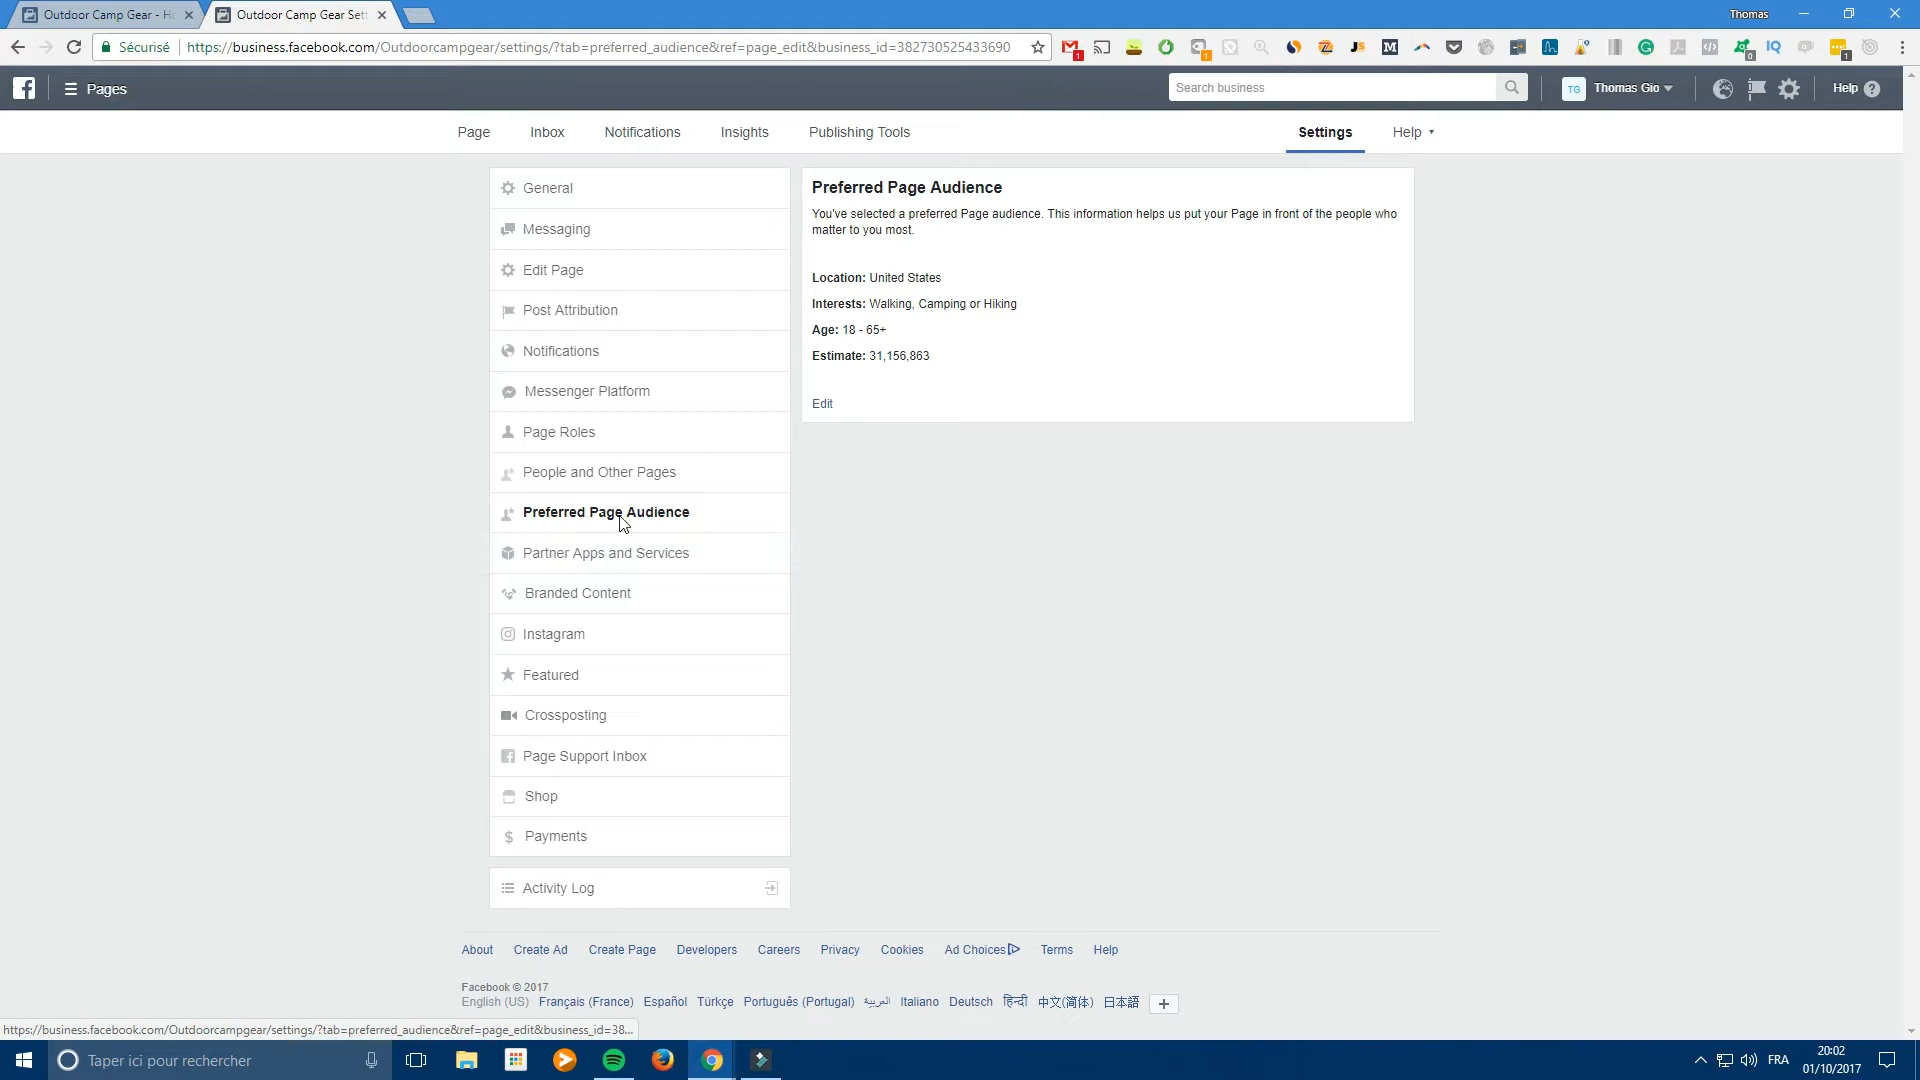 Outdoor Camp Gear - Ho
Outdoor Camp Gear Sett
Thomas
Sécurisé
https://business.facebook.com/Outdoorcampgear/settings/?tab=preferred_audience&ref=page_edit&business_id=382730525433690
Pages
Search business
TG
Thomas Gio
Help
Page
Inbox
Notifications
Insights
Publishing Tools
Settings
Help
General
Messaging
Edit Page
Post Attribution
Notifications
Messenger Platform
Page Roles
People and Other Pages
Preferred Page Audience
Partner Apps and Services
Branded Content
Instagram
Featured
Crossposting
Page Support Inbox
Shop
Payments
Activity Log
Preferred Page Audience
You've selected a preferred Page audience. This information helps us put your Page in front of the people who
matter to you most.
Location: United States
Interests: Walking, Camping or Hiking
Age: 18 - 65+
Estimate: 31,156,863
Edit
About Create Ad Create Page Developers Careers Privacy Cookies Ad Choices Terms Help
Facebook © 2017
English (US) Français (France) Español Türkçe Português (Portugal) العربية Italiano Deutsch हिन्दी 中文(简体) 日本語
https://business.facebook.com/Outdoorcampgear/settings/?tab=preferred_audience&ref=page_edit&business_id=38...
Taper ici pour rechercher
FRA
20:02
01/10/2017